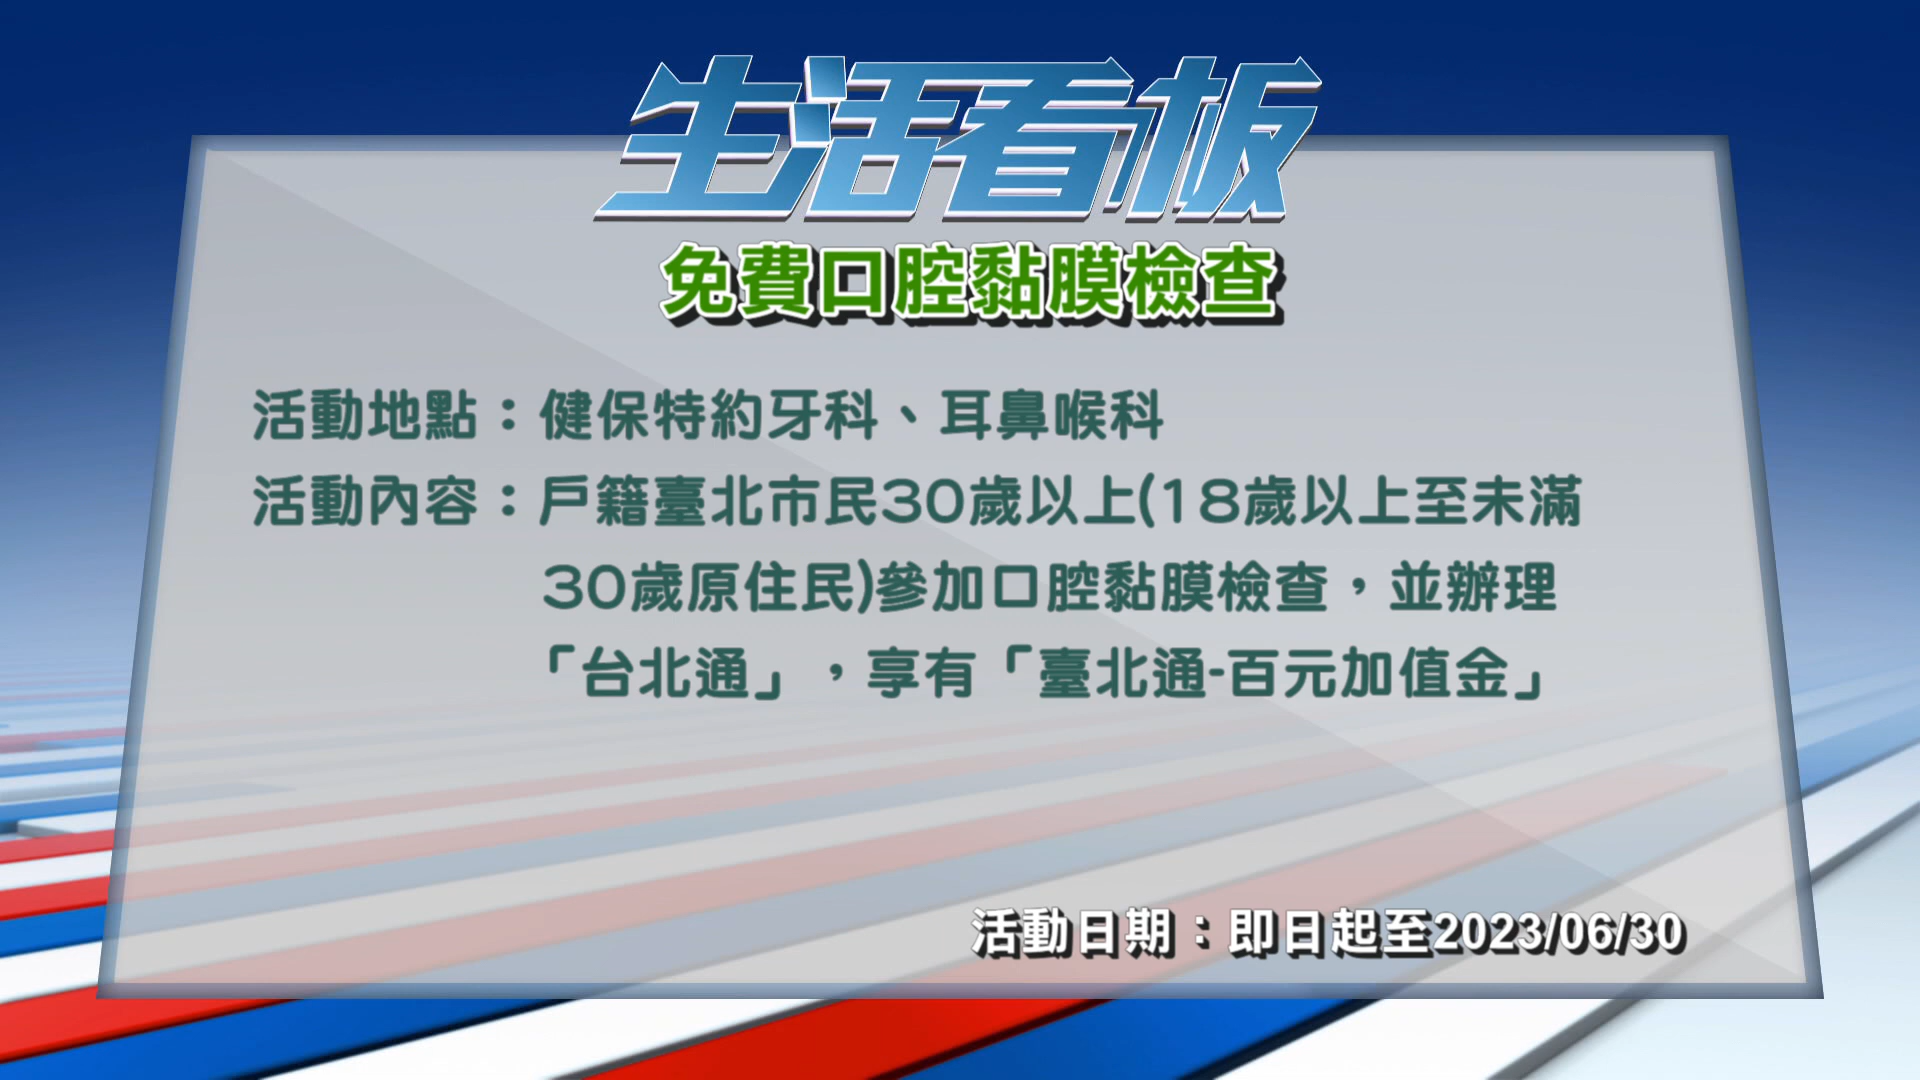 生活看板
免費口腔黏膜檢查
活動地點：健保特約牙科、耳鼻喉科
活動內容：戶籍臺北市民30歲以上(18歲以上至未滿
30歲原住民)參加口腔黏膜檢查，並辦理
「台北通」，享有「臺北通-百元加值金」
活動日期：即日起至2023/06/30